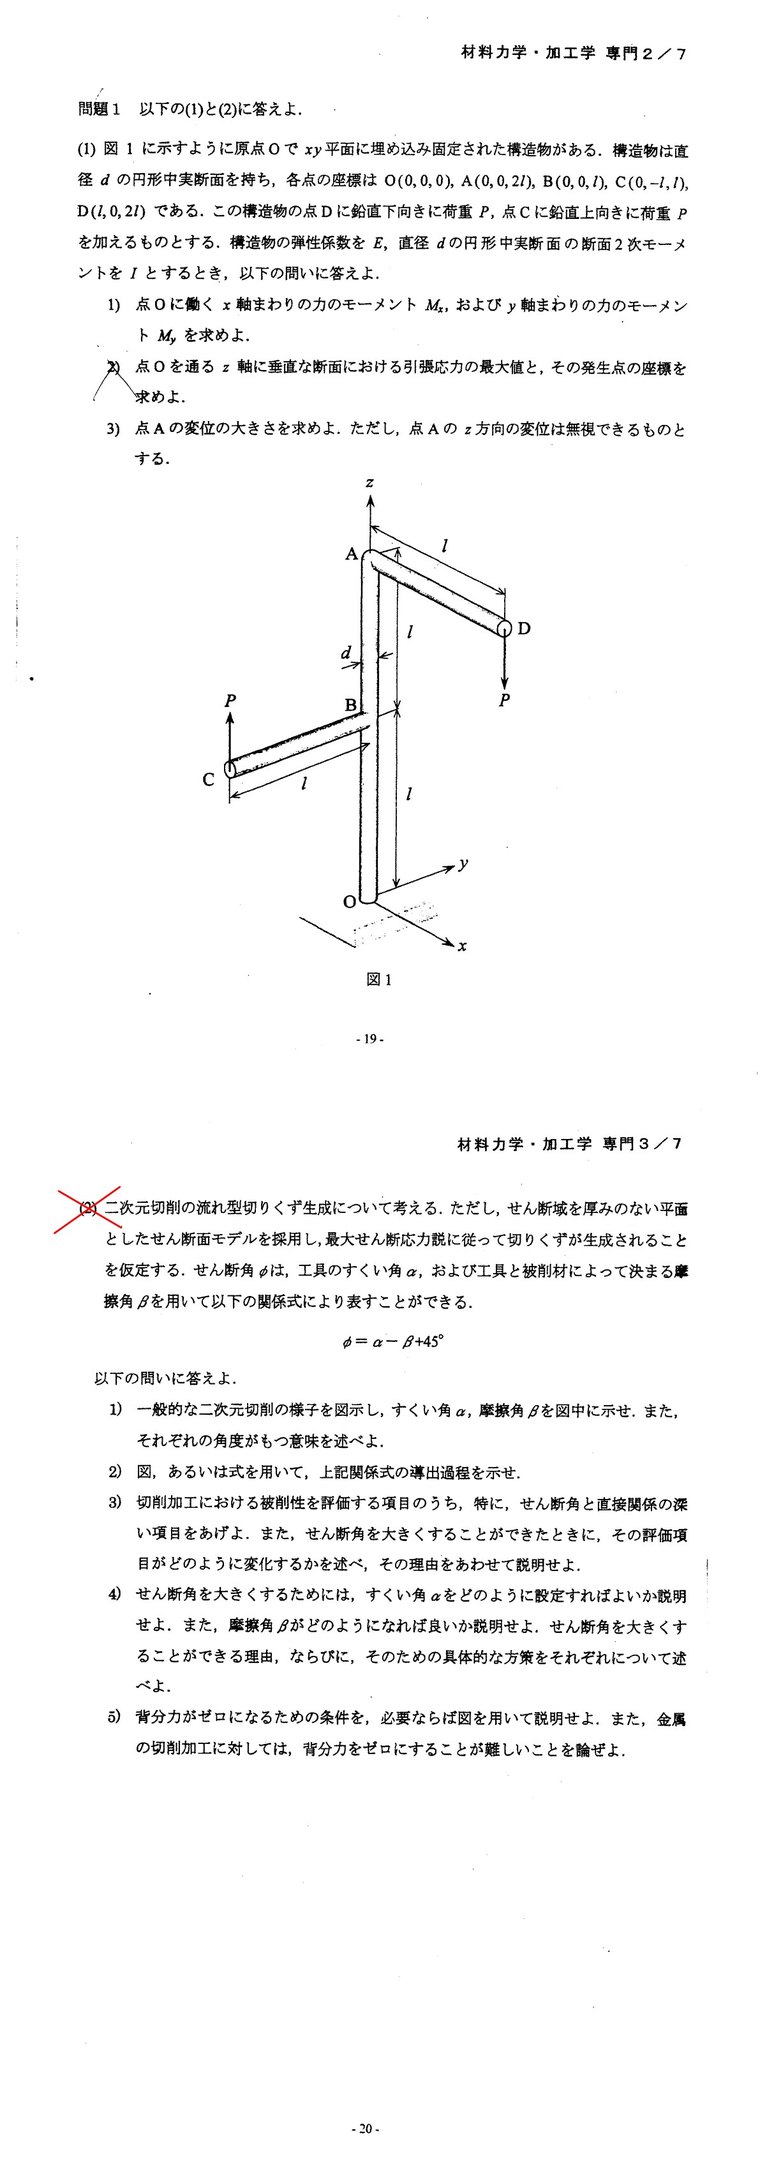 材料力学・加工学 専門２／７
問題１　以下の(1)と(2)に答えよ．
(1) 図 1 に示すように原点Ｏで xy 平面に埋め込み固定された構造物がある．構造物は直
径 d の円形中実断面を持ち，各点の座標は O(0,0,0), A(0,0,2l), B(0,0,l), C(0,−l,l),
D(l,0,2l) である．この構造物の点Ｄに鉛直下向きに荷重 P，点Ｃに鉛直上向きに荷重 P
を加えるものとする．構造物の弾性係数を E，直径 d の円形中実断面の断面２次モーメ
ントを I とするとき，以下の問いに答えよ．
1) 点Ｏに働く x 軸まわりの力のモーメント Mx, および y 軸まわりの力のモーメン
ト My を求めよ．
2) 点Ｏを通る z 軸に垂直な断面における引張応力の最大値と，その発生点の座標を
求めよ．
3) 点Ａの変位の大きさを求めよ．ただし，点Ａの z 方向の変位は無視できるものと
する．
z
A
l
D
d
l
P
P
B
C
l
l
y
O
x
図 1
- 19 -
材料力学・加工学 専門３／７
(2) 二次元切削の流れ型切りくず生成について考える．ただし，せん断域を厚みのない平面
としたせん断面モデルを採用し，最大せん断応力説に従って切りくずが生成されること
を仮定する．せん断角 φ は，工具のすくい角 α，および工具と被削材によって決まる摩
擦角 β を用いて以下の関係式により表すことができる．
φ = α − β+45°
以下の問いに答えよ．
1) 一般的な二次元切削の様子を図示し，すくい角 α，摩擦角 β を図中に示せ．また，
それぞれの角度がもつ意味を述べよ．
2) 図，あるいは式を用いて，上記関係式の導出過程を示せ．
3) 切削加工における被削性を評価する項目のうち，特に，せん断角と直接関係の深
い項目をあげよ．また，せん断角を大きくすることができたときに，その評価項
目がどのように変化するかを述べ，その理由をあわせて説明せよ．
4) せん断角を大きくするためには，すくい角 α をどのように設定すればよいか説明
せよ．また，摩擦角 β がどのようになれば良いか説明せよ．せん断角を大きくす
ることができる理由，ならびに，そのための具体的な方策をそれぞれについて述
べよ．
5) 背分力がゼロになるための条件を，必要ならば図を用いて説明せよ．また，金属
の切削加工に対しては，背分力をゼロにすることが難しいことを論ぜよ．
- 20 -